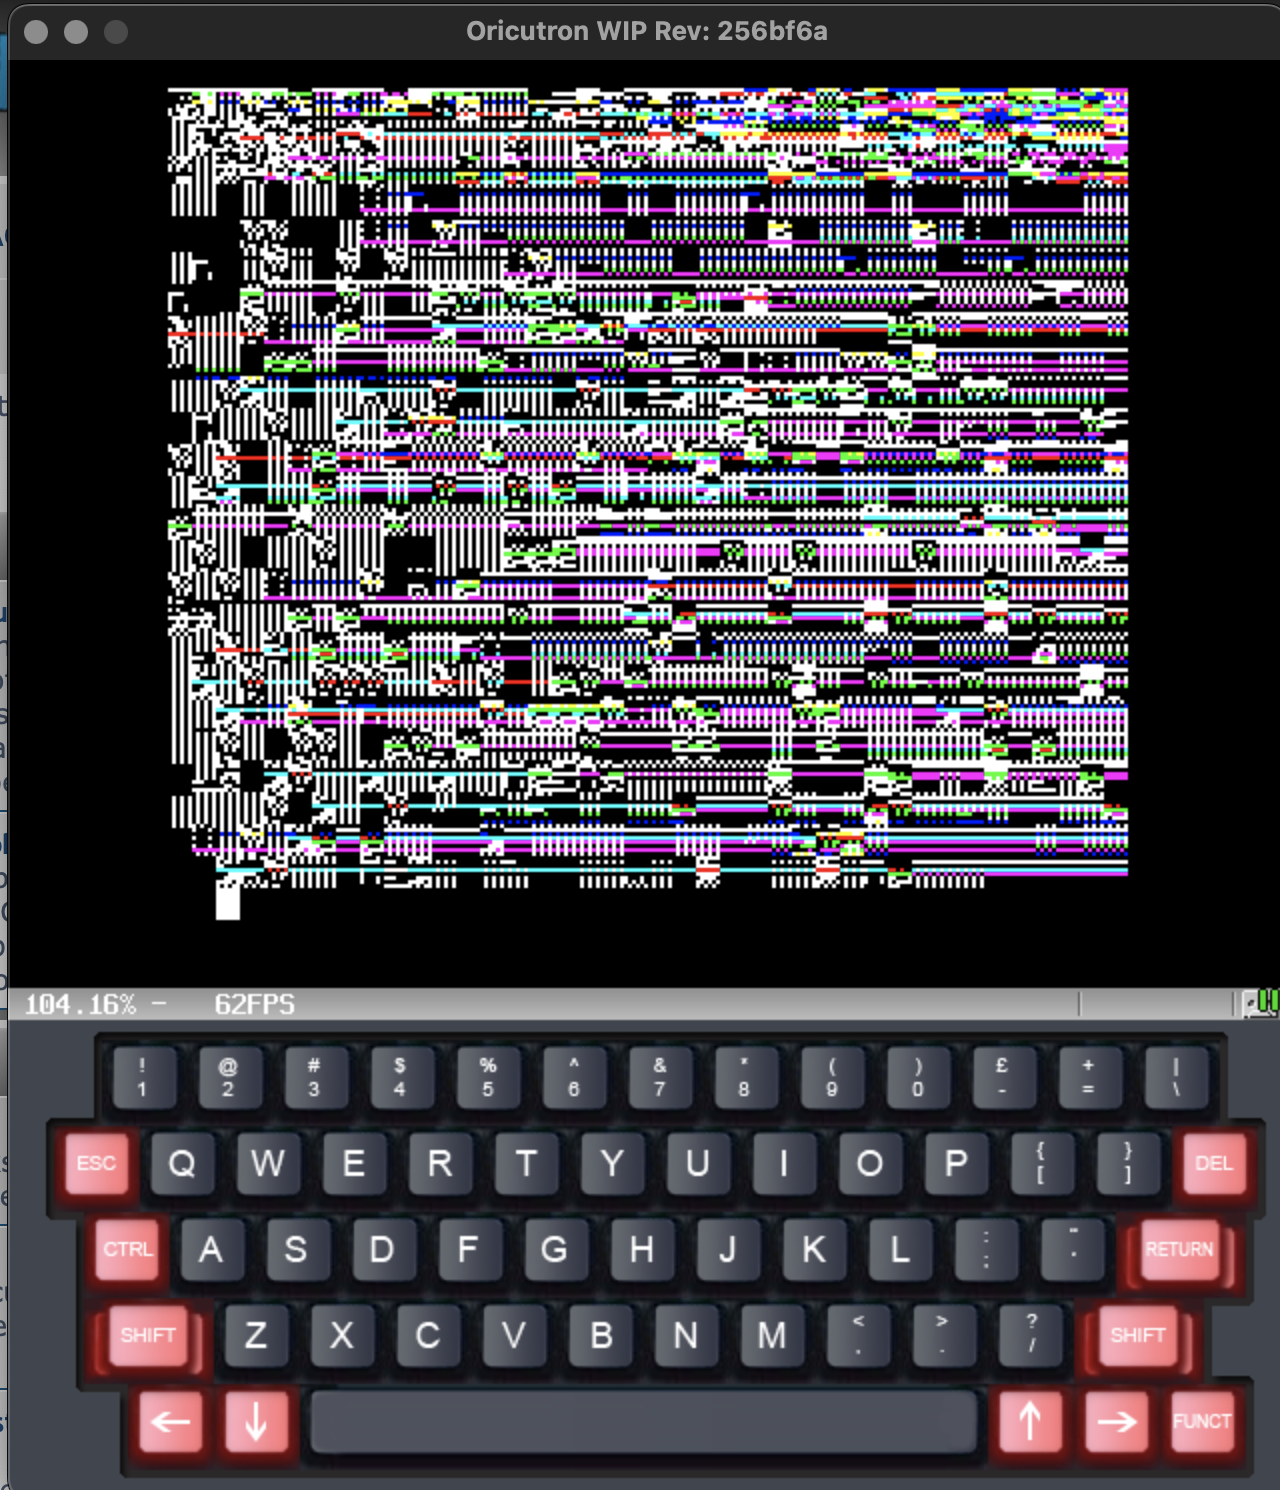 Oricutron WIP Rev: 256bf6a
104.16% - 62FPS
! @ # $ % ^ & * ( ) £ + |
1 2 3 4 5 6 7 8 9 0 - = \
ESC Q W E R T Y U I O P { [ } ] DEL
CTRL A S D F G H J K L : ; " ' RETURN
SHIFT Z X C V B N M < , > . ? / SHIFT
← ↓ ↑ → FUNCT